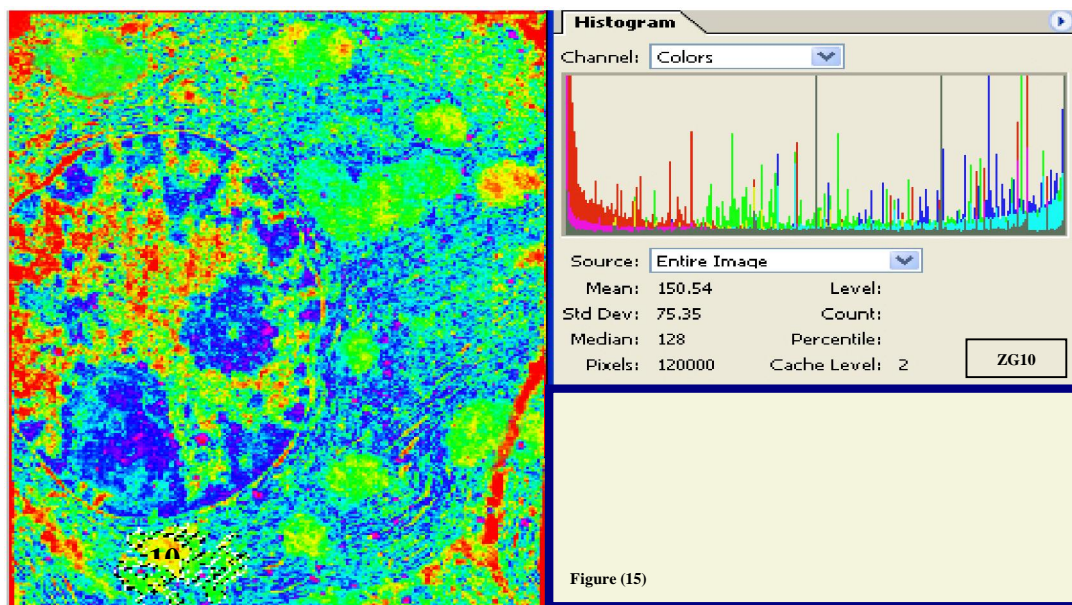 Histogram
Channel: Colors
Source: Entire Image
Mean: 150.54 Level:
Std Dev: 75.35 Count:
Median: 128 Percentile:
Pixels: 120000 Cache Level: 2
ZG10
10
Figure (15)